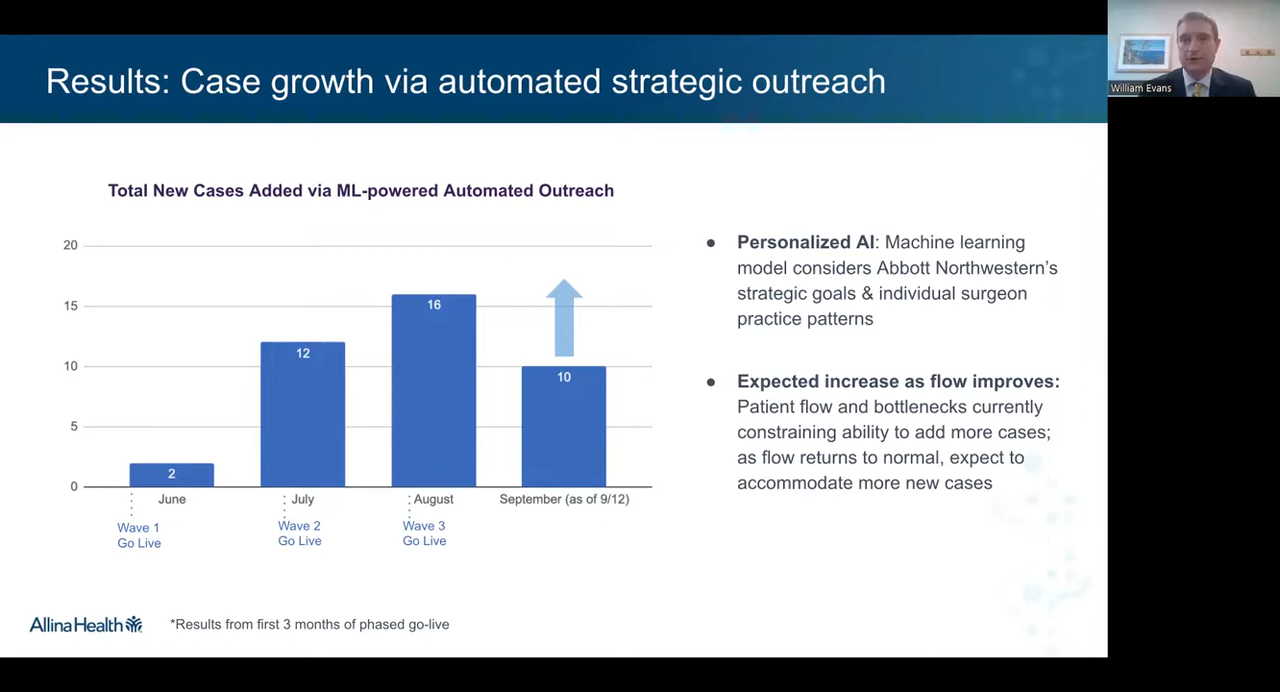 Results: Case growth via automated strategic outreach
William Evans
Total New Cases Added via ML-powered Automated Outreach
20
15
10
5
0
2
12
16
10
June
July
August
September (as of 9/12)
Wave 1
Go Live
Wave 2
Go Live
Wave 3
Go Live
● Personalized AI: Machine learning
model considers Abbott Northwestern’s
strategic goals & individual surgeon
practice patterns
● Expected increase as flow improves:
Patient flow and bottlenecks currently
constraining ability to add more cases;
as flow returns to normal, expect to
accommodate more new cases
Allina Health
*Results from first 3 months of phased go-live